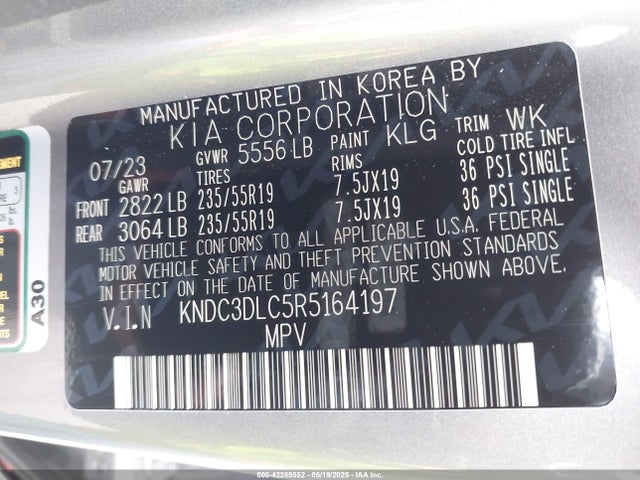 MANUFACTURED IN KOREA BY
KIA CORPORATION
07/23 GVWR 5556 LB PAINT KLG TRIM WK
GAWR TIRES RIMS COLD TIRE INFL
FRONT 2822 LB 235/55R19 7.5JX19 36 PSI SINGLE
REAR 3064 LB 235/55R19 7.5JX19 36 PSI SINGLE
THIS VEHICLE CONFORMS TO ALL APPLICABLE U.S.A. FEDERAL
MOTOR VEHICLE SAFETY AND THEFT PREVENTION STANDARDS
IN EFFECT ON THE DATE OF MANUFACTURE SHOWN ABOVE.
V.I.N KNDC3DLC5R5164197
MPV
A30
000-42289552 - 05/19/2025 - IAAI